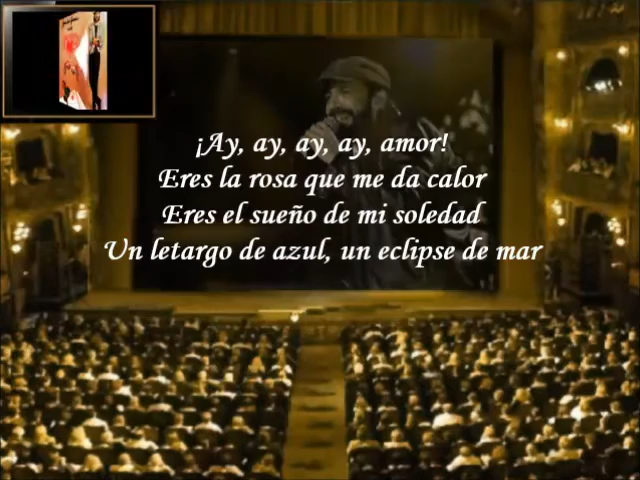 ¡Ay, ay, ay, ay, amor!
Eres la rosa que me da calor
Eres el sueño de mi soledad
Un letargo de azul, un eclipse de mar